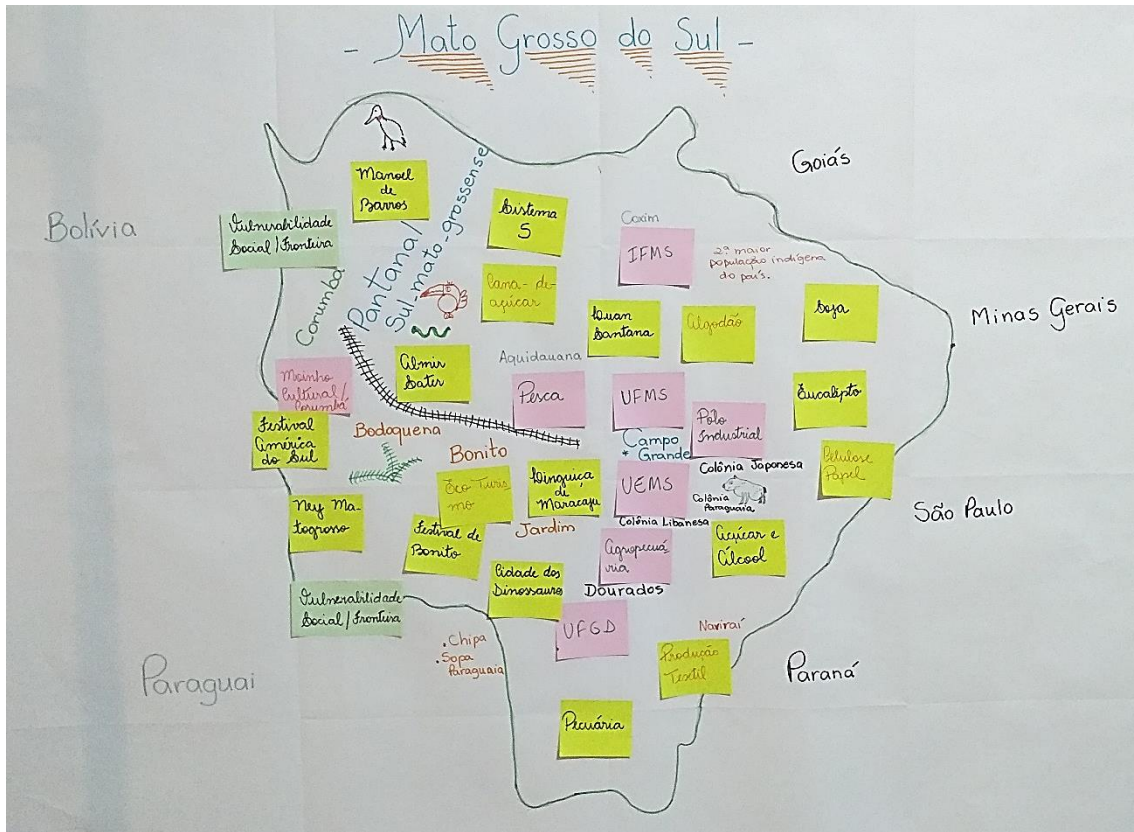 - Mato Grosso do Sul -
Goiás
Bolívia
Manoel
de
Barros
Vulnerabilidade
Social / Fronteira
Pantanal /
Sul-mato-grossense
Sistema
S
Coxim
IFMS
2ª maior
população indígena
do país.
Corumbá
Cana-de-
açúcar
Luan
Santana
Algodão
Soja
Minas Gerais
Moinho
Cultural /
Corumbá
Almir
Sater
Aquidauana
Pesca
UFMS
Pólo
Industrial
Eucalipto
Festival
América
do Sul
Bodoquena
Bonito
Campo
* Grande
Colônia Japonesa
Celulose
Papel
Eco Turis
mo
Linguiça
de
Maracaju
UEMS
Colônia
Paraguaia
São Paulo
Ney Ma-
togrosso
Festival de
Bonito
Jardim
Colônia Libanesa
Agropecuá
ria
Açúcar e
Álcool
Vulnerabilidade
Social / Fronteira
Cidade dos
Dinossauros
Dourados
UFGD
. Chipa
. Sopa
Paraguaia
Naviraí
Produção
Textil
Paraná
Paraguai
Pecuária